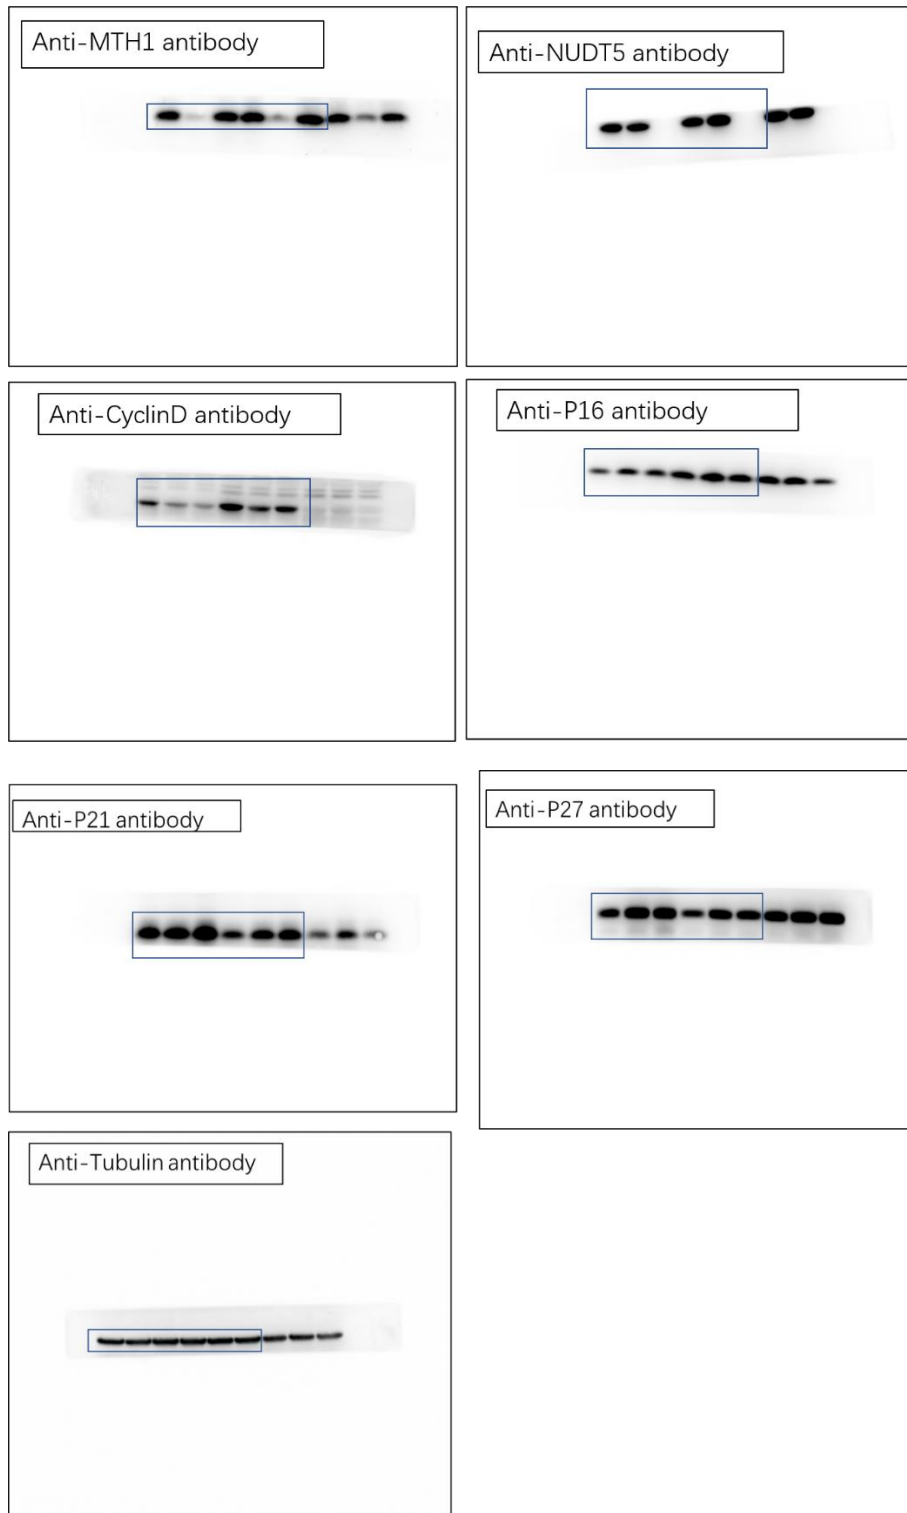 Anti-MTH1 antibody
Anti-NUDT5 antibody
Anti-CyclinD antibody
Anti-P16 antibody
Anti-P21 antibody
Anti-P27 antibody
Anti-Tubulin antibody